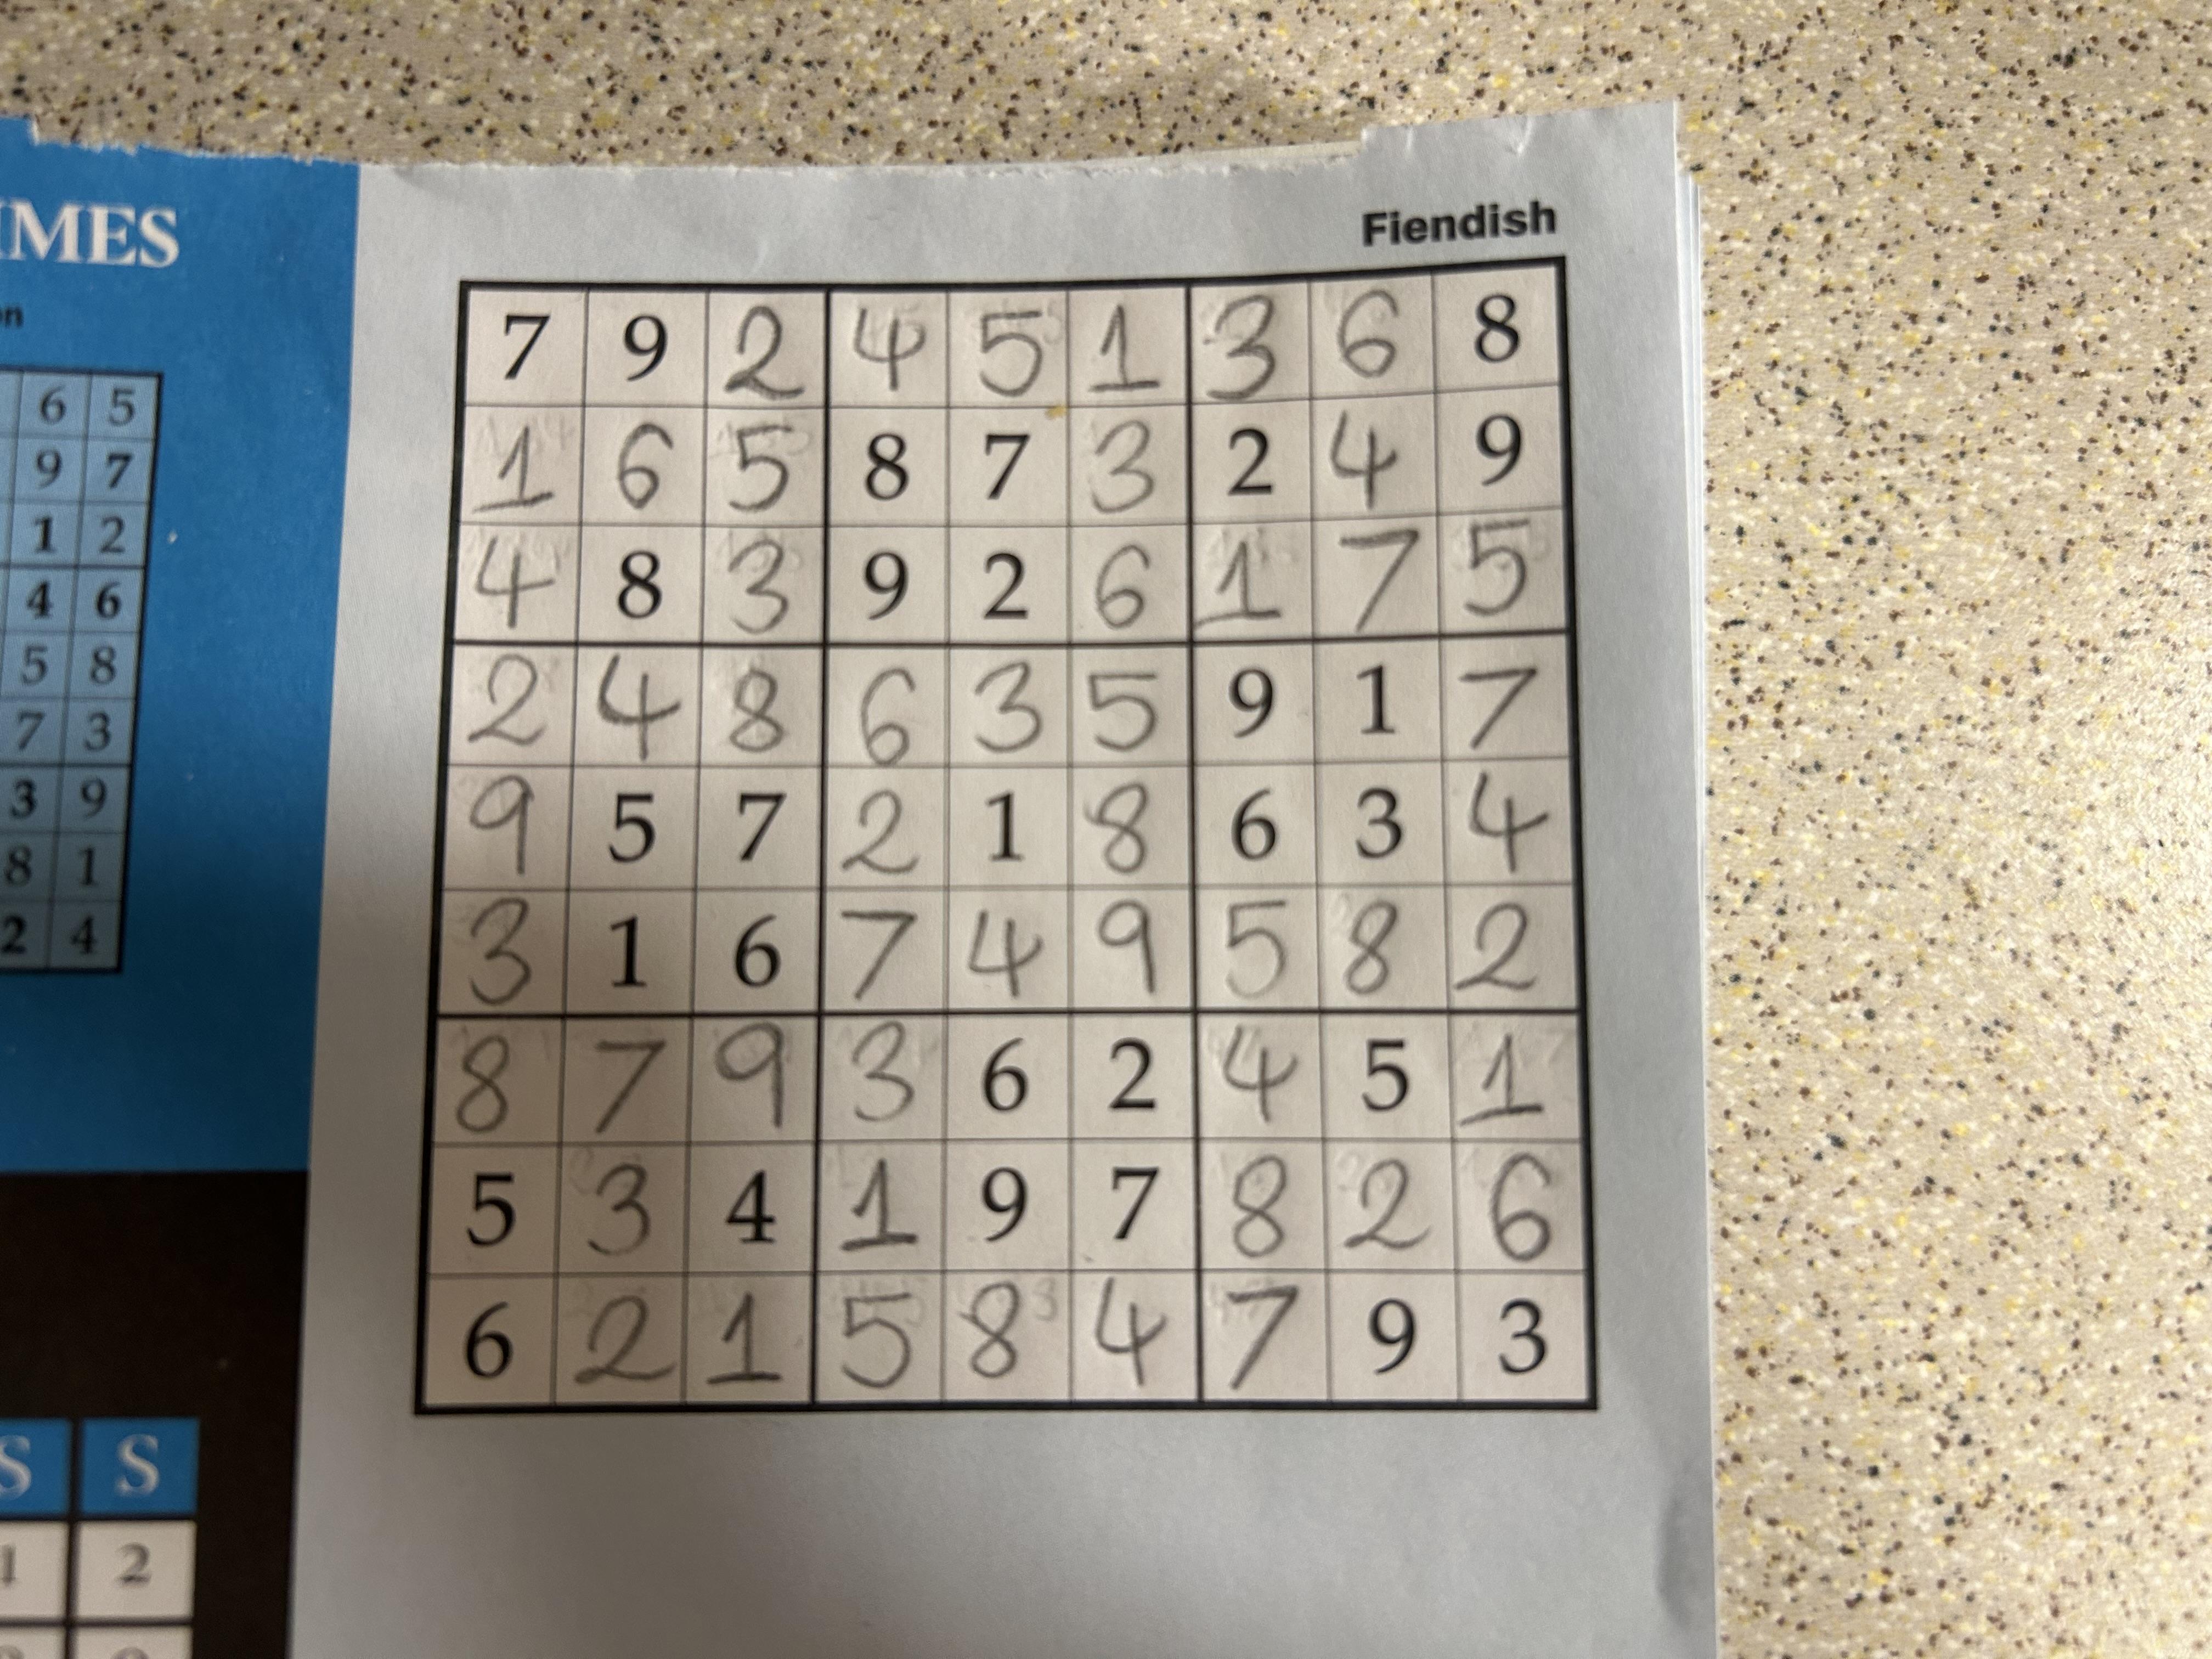 IMES
Fiendish
on
7 9 2 4 5 1 3 6 8
1 6 5 8 7 3 2 4 9
4 8 3 9 2 6 1 7 5
2 4 8 6 3 5 9 1 7
9 5 7 2 1 8 6 3 4
3 1 6 7 4 9 5 8 2
8 7 9 3 6 2 4 5 1
5 3 4 1 9 7 8 2 6
6 2 1 5 8 4 7 9 3
6 5
9 7
1 2
4 6
5 8
7 3
3 9
8 1
2 4
S S
2